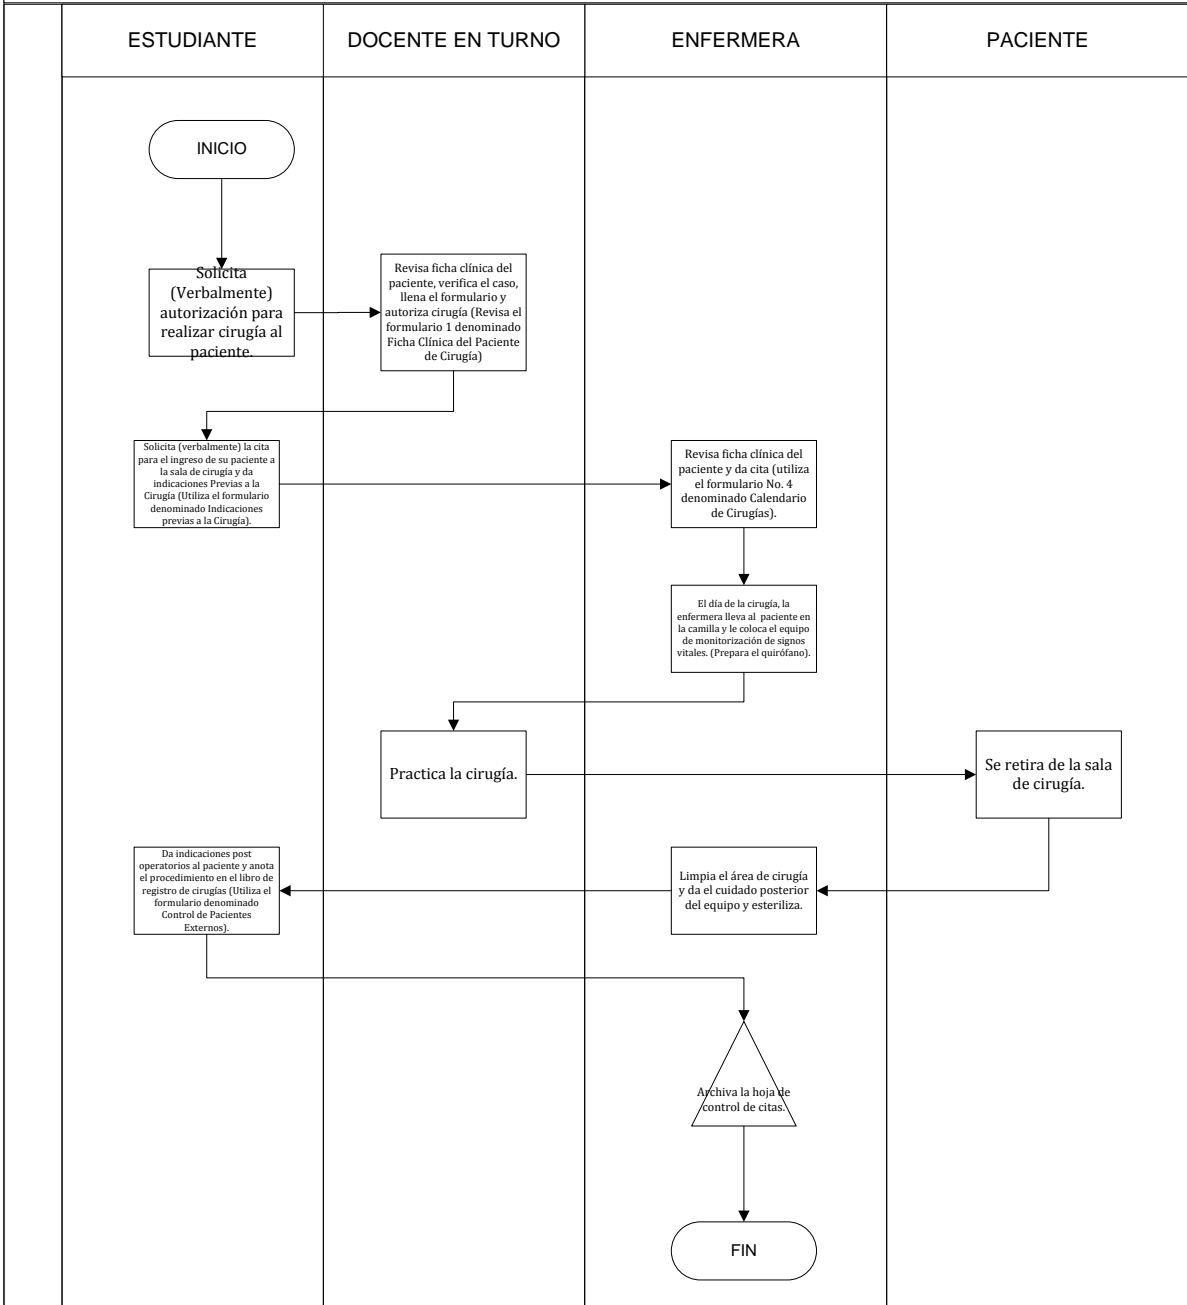 ESTUDIANTE
DOCENTE EN TURNO
ENFERMERA
PACIENTE
INICIO
Solicita
(Verbalmente)
autorización para
realizar cirugía al
paciente.
Revisa ficha clínica del
paciente, verifica el caso,
llena el formulario y
autoriza cirugía (Revisa el
formulario 1 denominado
Ficha Clínica del Paciente
de Cirugía)
Solicita (verbalmente) la cita
para el ingreso de su paciente a
la sala de cirugía y da
indicaciones Previas a la
Cirugía (Utiliza el formulario
denominado Indicaciones
previas a la Cirugía).
Revisa ficha clínica del
paciente y da cita (utiliza
el formulario No. 4
denominado Calendario
de Cirugías).
El día de la cirugía, la
enfermera lleva al paciente en
la camilla y le coloca el equipo
de monitorización de signos
vitales. (Prepara el quirófano).
Practica la cirugía.
Se retira de la sala
de cirugía.
Limpia el área de cirugía
y da el cuidado posterior
del equipo y esteriliza.
Da indicaciones post
operatorios al paciente y anota
el procedimiento en el libro de
registro de cirugías (Utiliza el
formulario denominado
Control de Pacientes
Externos).
Archiva la hoja de
control de citas.
FIN